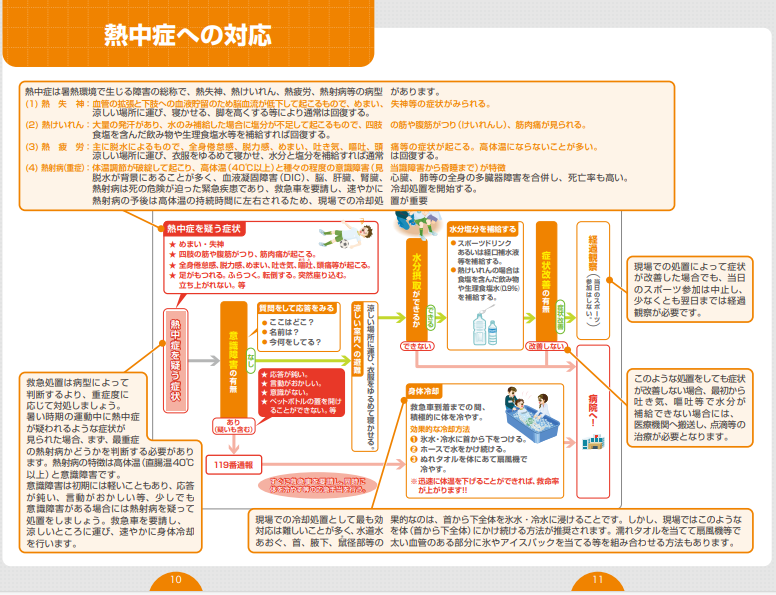 熱中症への対応
熱中症は暑熱環境で生じる障害の総称で、熱失神、熱けいれん、熱疲労、熱射病等の病型 があります。
(1) 熱 失 神：血管の拡張と下肢への血液貯留のため脳血流が低下して起こるもので、めまい、失神等の症状がみられる。
涼しい場所に運び、寝かせる、脚を高くする等により通常は回復する。
(2) 熱けいれん：大量の発汗があり、水のみ補給した場合に塩分が不足して起こるもので、四肢 の筋や腹筋がつり（けいれんし）、筋肉痛が見られる。
食塩を含んだ飲み物や生理食塩水等を補給すれば回復する。
(3) 熱 疲 労：主に脱水によるもので、全身倦怠感、脱力感、めまい、吐き気、嘔吐、頭 痛等の症状が起こる。高体温にならないことが多い。
涼しい場所に運び、衣服をゆるめて寝かせ、水分と塩分を補給すれば通常 は回復する。
(4) 熱射病(重症)：体温調節が破綻して起こり、高体温（40℃以上）と種々の程度の意識障害（見 当識障害から昏睡まで）が特徴
脱水が背景にあることが多く、血液凝固障害（DIC）、脳、肝臓、腎臓、 心臓、肺等の全身の多臓器障害を合併し、死亡率も高い。
熱射病は死の危険が迫った緊急疾患であり、救急車を要請し、速やかに 冷却処置を開始する。
熱射病の予後は高体温の持続時間に左右されるため、現場での冷却処 置が重要
熱中症を疑う症状
★ めまい・失神
★ 四肢の筋や腹筋がつり、筋肉痛が起こる。
★ 全身倦怠感、脱力感、めまい、吐き気、嘔吐、頭痛等が起こる。
★ 足がもつれる、ふらつく、転倒する、突然座り込む、
立ち上がれない。等
熱中症を疑う症状
意識障害の有無
なし
あり
(疑いも含む)
119番通報
質問をして応答をみる
● ここはどこ？
● 名前は？
● 今何をしてる？
★ 応答が鈍い。
★ 言動がおかしい。
★ 意識がない。
★ ペットボトルの蓋を開け
ることができない。等
涼しい室内への避難
涼しい場所に運び、衣服をゆるめて寝かせる。
水分摂取ができるか
できる
できない
水分塩分を補給する
● スポーツドリンク
あるいは経口補水液
等を補給する。
● 熱けいれんの場合は
食塩を含んだ飲み物
や生理食塩水(0.9%)
を補給する。
症状改善の有無
症状改善
改善しない
経過観察
（当日のスポーツ
参加はしない。）
病院へ！
身体冷却
救急車到着までの間、
積極的に体を冷やす。
効果的な冷却方法
❶ 氷水・冷水に首から下をつける。
❷ ホースで水をかけ続ける。
❸ ぬれタオルを体にあて扇風機で
冷やす。
※ 迅速に体温を下げることができれば、救命率
が上がります!!
現場での処置によって症状
が改善した場合でも、当日
のスポーツ参加は中止し、
少なくとも翌日までは経過
観察が必要です。
このような処置をしても症状
が改善しない場合、最初から
吐き気、嘔吐等で水分が
補給できない場合には、
医療機関へ搬送し、点滴等の
治療が必要となります。
救急処置は病型によって
判断するより、重症度に
応じて対処しましょう。
暑い時期の運動中に熱中症
が疑われるような症状が
見られた場合、まず、最重症
の熱射病かどうかを判断する必要があり
ます。熱射病の特徴は高体温（直腸温40℃
以上）と意識障害です。
意識障害は初期には軽いこともあり、応答
が鈍い、言動がおかしい等、少しでも
意識障害がある場合には熱射病を疑って
処置をしましょう。救急車を要請し、
涼しいところに運び、速やかに身体冷却
を行います。
現場での冷却処置として最も効 果的なのは、首から下全体を氷水・冷水に浸けることです。しかし、現場ではこのような
対応は難しいことが多く、水道水 を体（首から下全体）にかけ続ける方法が推奨されます。濡れタオルを当てて扇風機等で
あおぐ、首、腋下、鼠径部等の 太い血管のある部分に氷やアイスパックを当てる等を組み合わせる方法もあります。
10
11